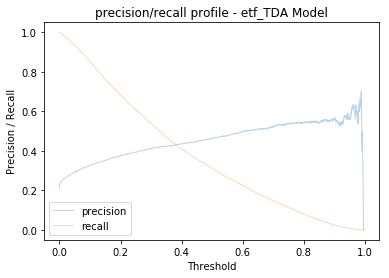 precision/recall profile - etf_TDA Model
Precision / Recall
1.0
0.8
0.6
0.4
0.2
0.0
precision
recall
0.0 0.2 0.4 0.6 0.8 1.0
Threshold